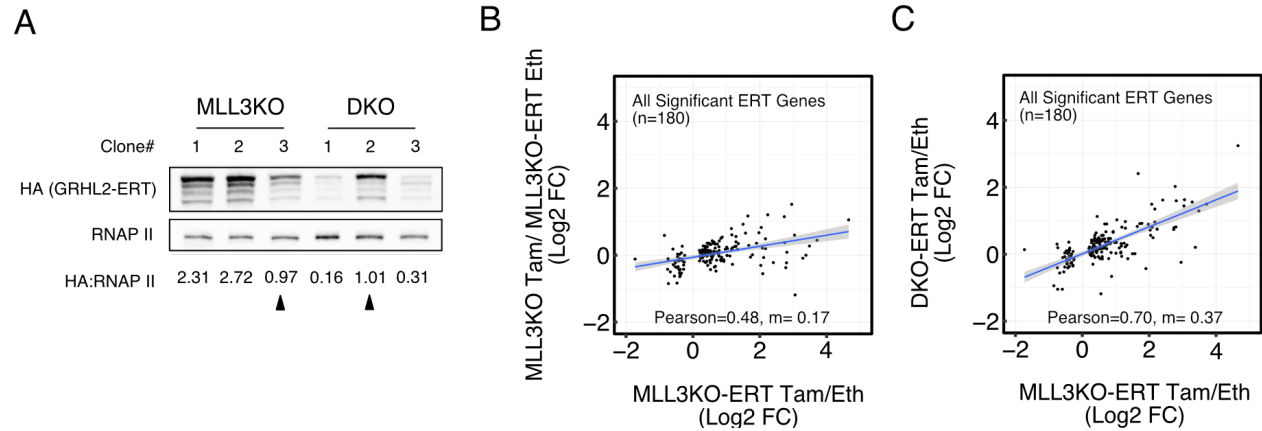 A
MLL3KO DKO
Clone# 1 2 3 1 2 3
HA (GRHL2-ERT)
RNAP II
HA:RNAP II 2.31 2.72 0.97 0.16 1.01 0.31
B
MLL3KO Tam/ MLL3KO-ERT Eth
(Log2 FC)
All Significant ERT Genes
(n=180)
4
2
0
−2
Pearson=0.48, m= 0.17
−2 0 2 4
MLL3KO-ERT Tam/Eth
(Log2 FC)
C
DKO-ERT Tam/Eth
(Log2 FC)
All Significant ERT Genes
(n=180)
4
2
0
−2
Pearson=0.70, m= 0.37
−2 0 2 4
MLL3KO-ERT Tam/Eth
(Log2 FC)